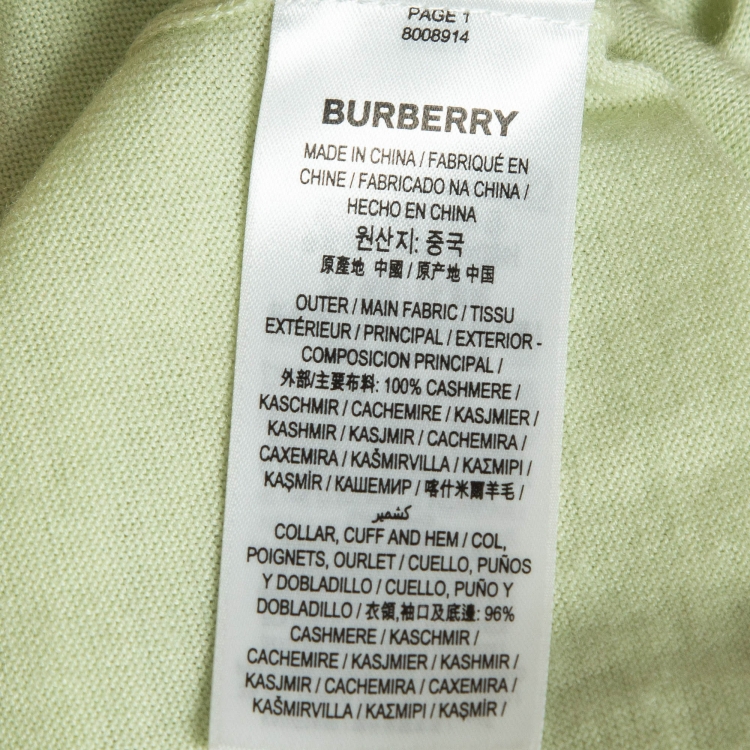 PAGE 1
8008914
BURBERRY
MADE IN CHINA / FABRIQUÉ EN
CHINE / FABRICADO NA CHINA /
HECHO EN CHINA
원산지: 중국
原產地 中國 / 原产地 中国
OUTER / MAIN FABRIC / TISSU
EXTÉRIEUR / PRINCIPAL / EXTERIOR -
COMPOSICION PRINCIPAL /
外部/主要布料: 100% CASHMERE /
KASCHMIR / CACHEMIRE / KASJMIER /
KASHMIR / KASJMIR / CACHEMIRA /
CAXEMIRA / KAŠMIRVILLA / ΚΑΣΜΙΡΙ /
KAŞMİR / КАШЕМИР / 喀什米爾羊毛 /
كشمير
COLLAR, CUFF AND HEM / COL,
POIGNETS, OURLET / CUELLO, PUÑOS
Y DOBLADILLO / CUELLO, PUÑO Y
DOBLADILLO / 衣領,袖口及底邊: 96%
CASHMERE / KASCHMIR /
CACHEMIRE / KASJMIER / KASHMIR /
KASJMIR / CACHEMIRA / CAXEMIRA /
KAŠMIRVILLA / ΚΑΣΜΙΡΙ / KAŞMİR /